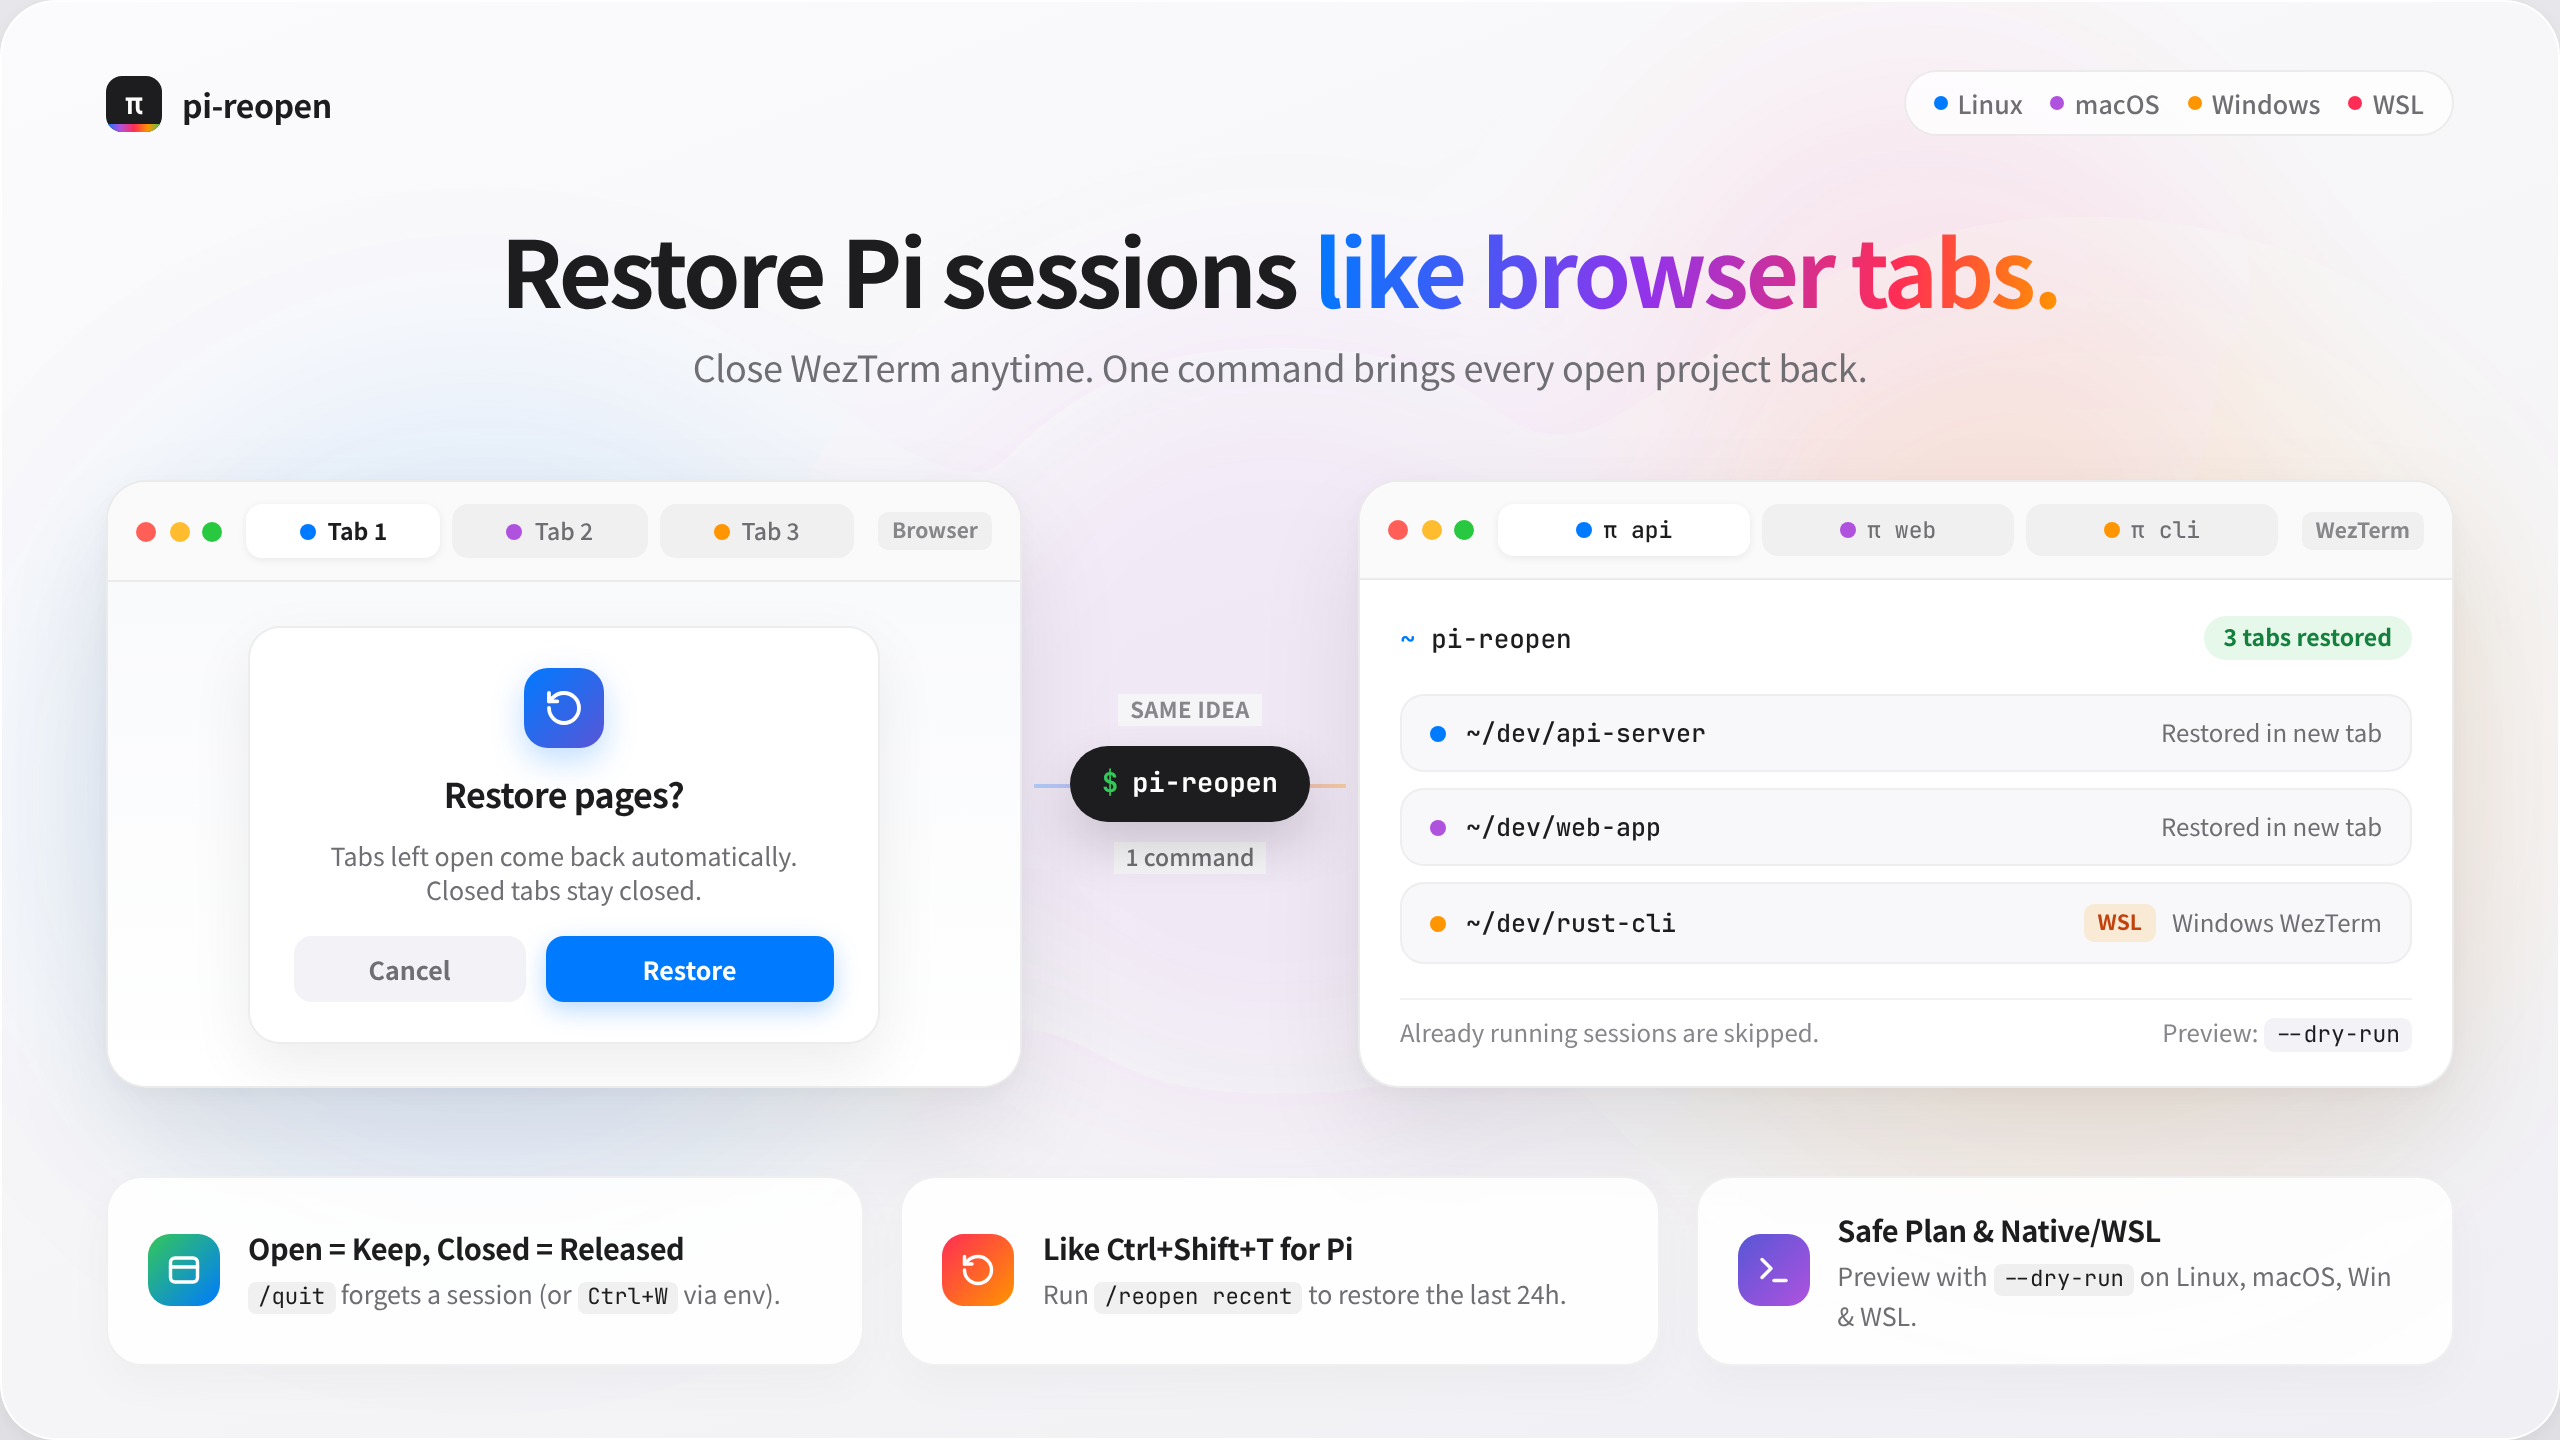 π pi-reopen
Linux macOS Windows WSL
Restore Pi sessions like browser tabs.
Close WezTerm anytime. One command brings every open project back.
Tab 1 Tab 2 Tab 3 Browser
Restore pages?
Tabs left open come back automatically.
Closed tabs stay closed.
Cancel Restore
SAME IDEA
$ pi-reopen
1 command
π api π web π cli WezTerm
~ pi-reopen 3 tabs restored
~/dev/api-server Restored in new tab
~/dev/web-app Restored in new tab
~/dev/rust-cli WSL Windows WezTerm
Already running sessions are skipped. Preview: --dry-run
Open = Keep, Closed = Released
/quit forgets a session (or Ctrl+W via env).
Like Ctrl+Shift+T for Pi
Run /reopen recent to restore the last 24h.
Safe Plan & Native/WSL
Preview with --dry-run on Linux, macOS, Win
& WSL.